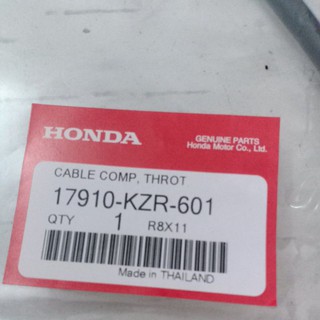 HONDA
GENUINE PARTS
Honda Motor Co., Ltd.
CABLE COMP, THROT
17910-KZR-601
QTY 1 R8X11
Made in THAILAND